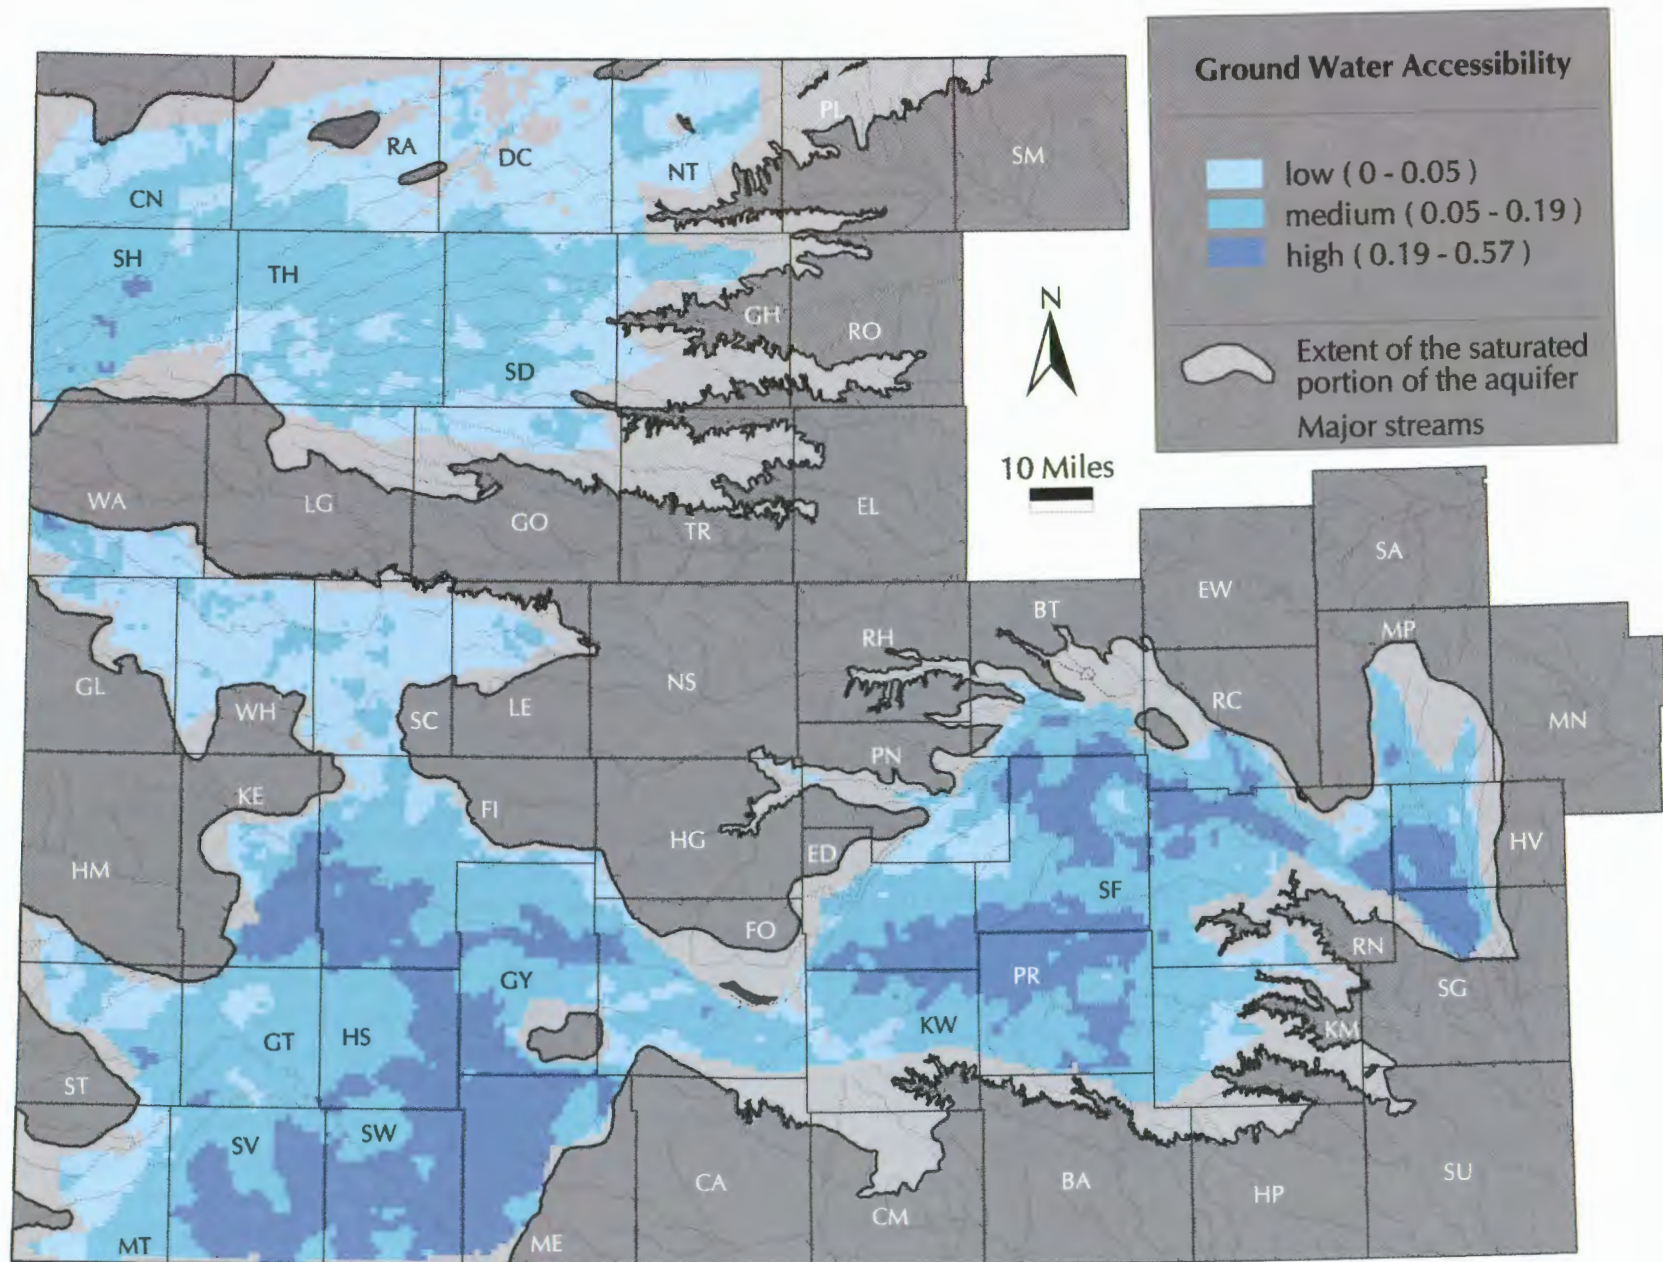 Ground Water Accessibility
low ( 0 - 0.05 )
medium ( 0.05 - 0.19 )
high ( 0.19 - 0.57 )
Extent of the saturated
portion of the aquifer
Major streams
N
10 Miles
CN
RA
DC
NT
PL
SM
SH
TH
SD
GH
RO
WA
LG
GO
TR
EL
GL
WH
SC
LE
NS
RH
BT
EW
SA
RC
MP
MN
HM
KE
FI
HG
PN
ED
FO
SF
HV
RN
ST
GT
HS
GY
KW
PR
SG
KM
MT
SV
SW
ME
CA
CM
BA
HP
SU